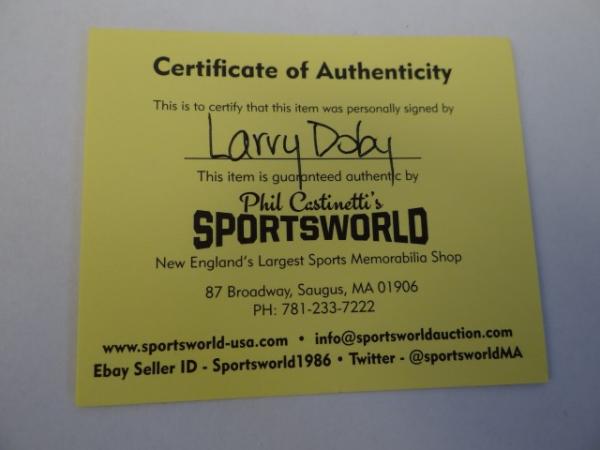 Certificate of Authenticity
This is to certify that this item was personally signed by
Larry Doby
This item is guaranteed authentic by
Phil Castinetti's
SPORTSWORLD
New England's Largest Sports Memorabilia Shop
87 Broadway, Saugus, MA 01906
PH: 781-233-7222
www.sportsworld-usa.com • info@sportsworldauction.com
Ebay Seller ID - Sportsworld1986 • Twitter - @sportsworldMA